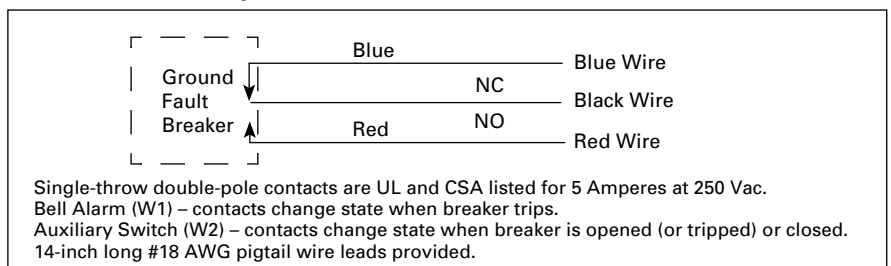 Blue
Blue Wire
Ground
Fault
Breaker
NC
Black Wire
NO
Red
Red Wire
Single-throw double-pole contacts are UL and CSA listed for 5 Amperes at 250 Vac.
Bell Alarm (W1) – contacts change state when breaker trips.
Auxiliary Switch (W2) – contacts change state when breaker is opened (or tripped) or closed.
14-inch long #18 AWG pigtail wire leads provided.